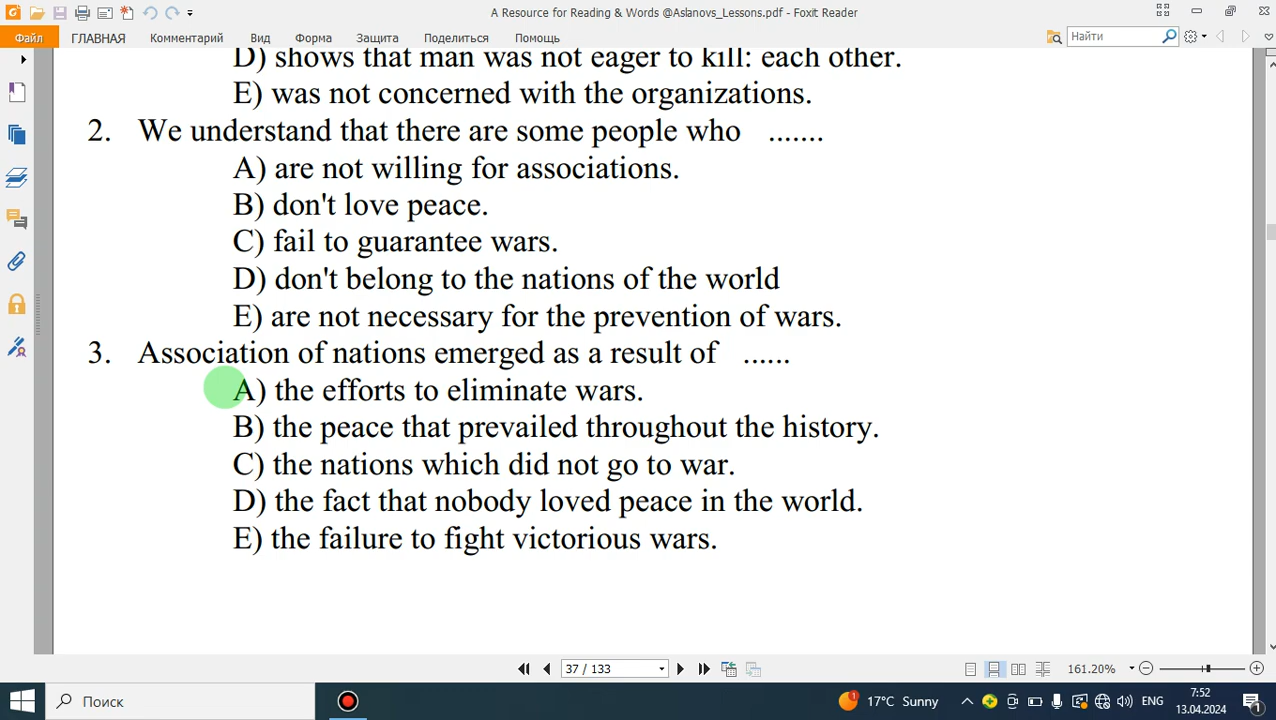 A Resource for Reading & Words @Aslanovs_Lessons.pdf - Foxit Reader
Файл ГЛАВНАЯ Комментарий Вид Форма Защита Поделиться Помощь Найти
D) shows that man was not eager to kill: each other.
E) was not concerned with the organizations.
2. We understand that there are some people who .......
A) are not willing for associations.
B) don't love peace.
C) fail to guarantee wars.
D) don't belong to the nations of the world
E) are not necessary for the prevention of wars.
3. Association of nations emerged as a result of ......
A) the efforts to eliminate wars.
B) the peace that prevailed throughout the history.
C) the nations which did not go to war.
D) the fact that nobody loved peace in the world.
E) the failure to fight victorious wars.
37 / 133 161.20%
Поиск 1 17°C Sunny ENG 7:52
13.04.2024 1